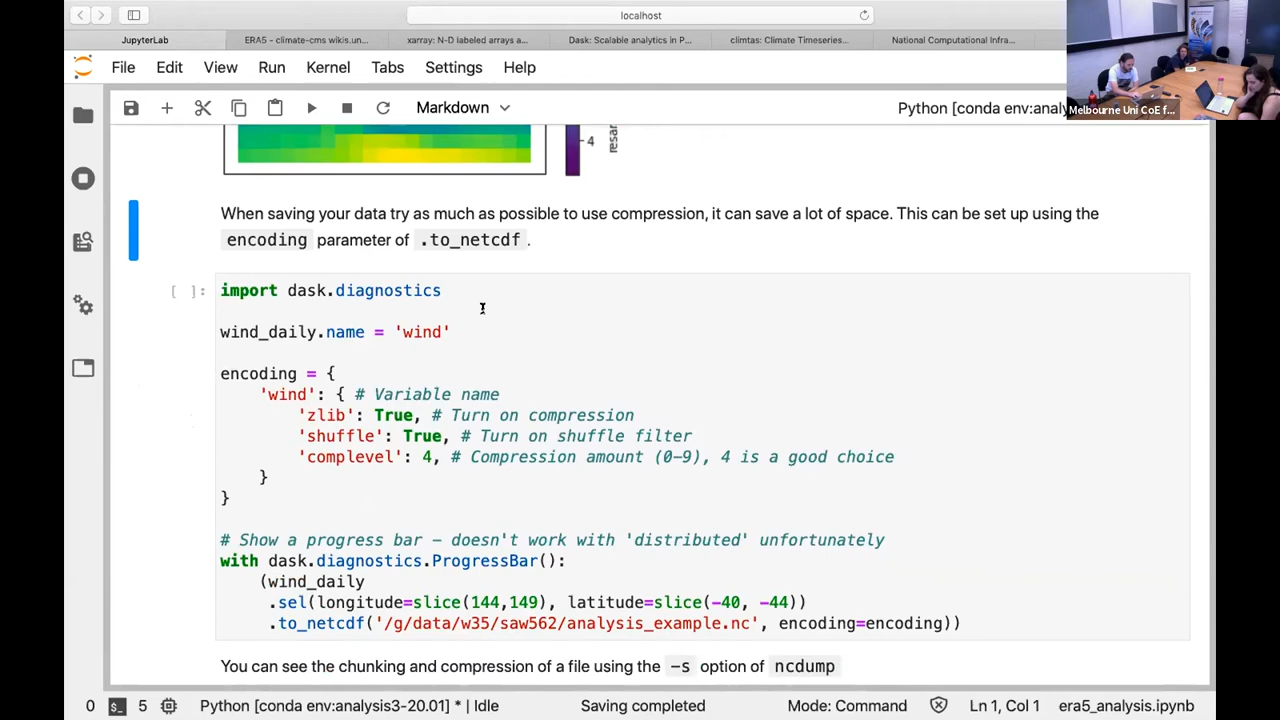 localhost
JupyterLab
ERA5 - climate-cms wikis.un...
xarray: N-D labeled arrays a...
Dask: Scalable analytics in P...
climtas: Climate Timeseries...
National Computational Infra...
File Edit View Run Kernel Tabs Settings Help
Markdown
Python [conda env:analy
Melbourne Uni CoE f...
4
resar
When saving your data try as much as possible to use compression, it can save a lot of space. This can be set up using the
encoding parameter of .to_netcdf.
[ ]:
import dask.diagnostics
wind_daily.name = 'wind'
encoding = {
'wind': { # Variable name
'zlib': True, # Turn on compression
'shuffle': True, # Turn on shuffle filter
'complevel': 4, # Compression amount (0-9), 4 is a good choice
}
}
# Show a progress bar - doesn't work with 'distributed' unfortunately
with dask.diagnostics.ProgressBar():
(wind_daily
.sel(longitude=slice(144,149), latitude=slice(-40, -44))
.to_netcdf('/g/data/w35/saw562/analysis_example.nc', encoding=encoding))
You can see the chunking and compression of a file using the -s option of ncdump
0 $_ 5 Python [conda env:analysis3-20.01] * | Idle Saving completed Mode: Command Ln 1, Col 1 era5_analysis.ipynb